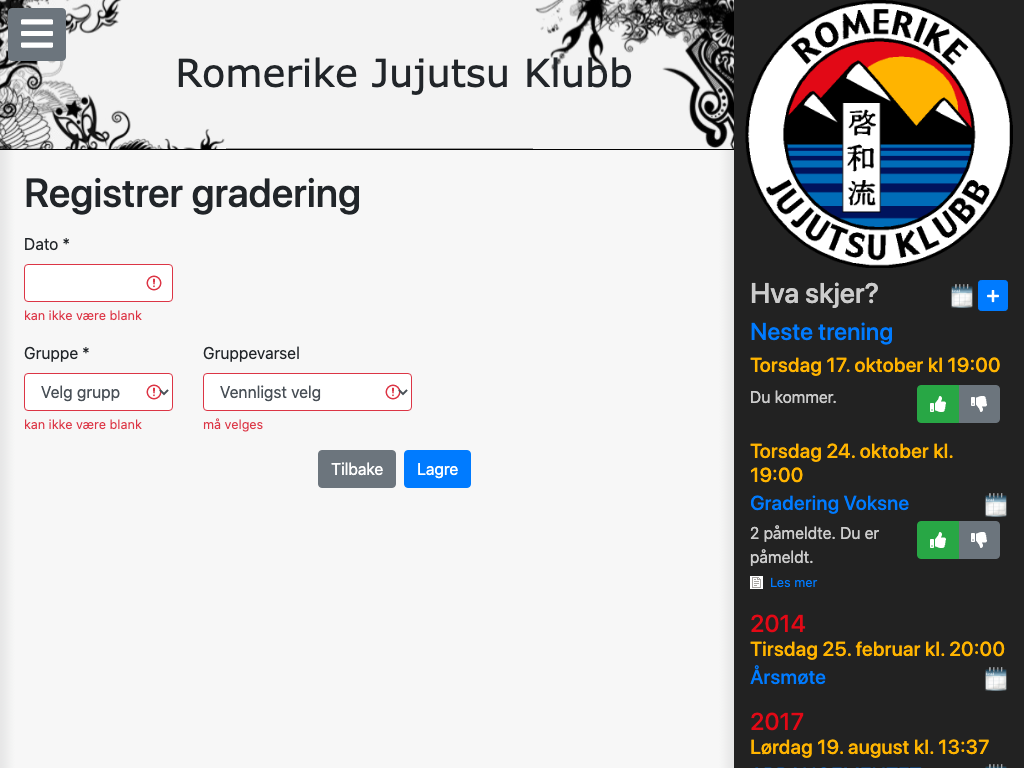 Romerike Jujutsu Klubb
Registrer gradering
Dato *
kan ikke være blank
Gruppe *
Gruppevarsel
Velg grupp
Vennligst velg
kan ikke være blank
må velges
Tilbake
Lagre
ROMERIKE
啓和流
JUJUTSU KLUBB
Hva skjer?
Neste trening
Torsdag 17. oktober kl 19:00
Du kommer.
Torsdag 24. oktober kl.
19:00
Gradering Voksne
2 påmeldte. Du er
påmeldt.
Les mer
2014
Tirsdag 25. februar kl. 20:00
Årsmøte
2017
Lørdag 19. august kl. 13:37